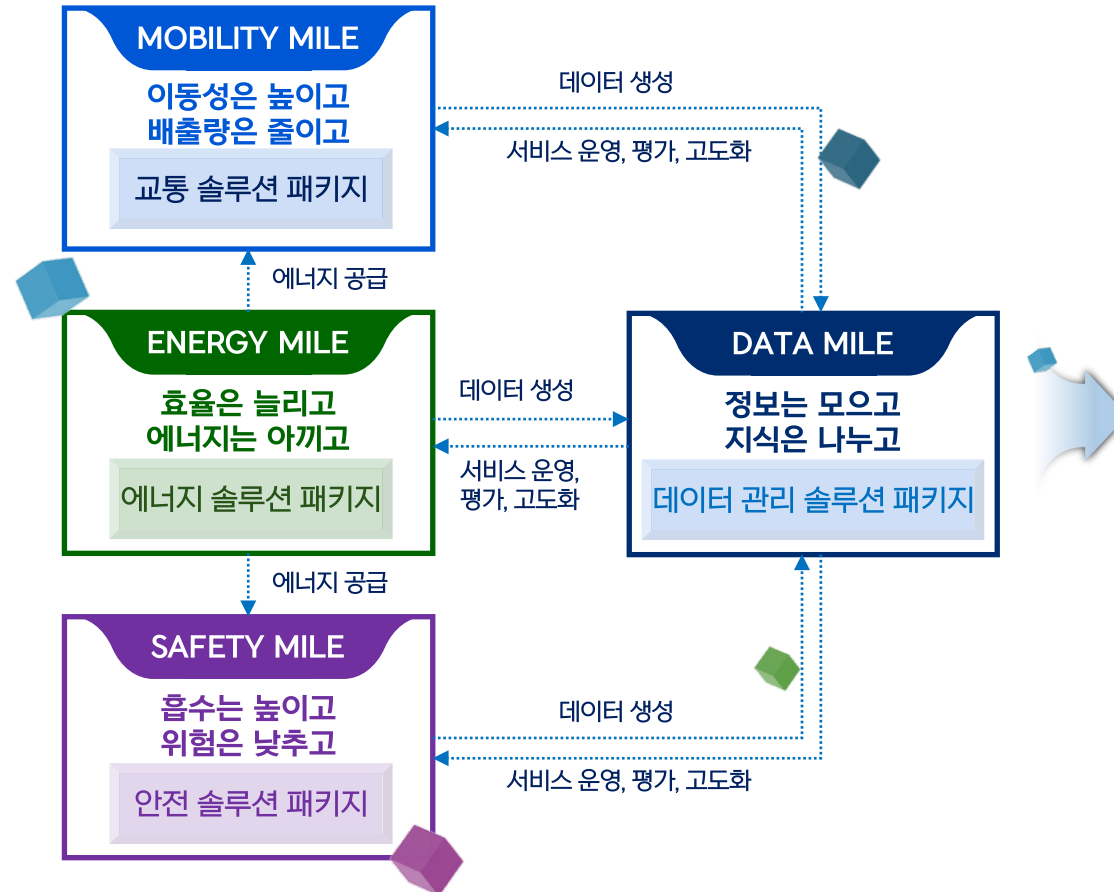 MOBILITY MILE
이동성은 높이고
배출량은 줄이고
교통 솔루션 패키지
데이터 생성
서비스 운영, 평가, 고도화
에너지 공급
ENERGY MILE
효율은 늘리고
에너지는 아끼고
에너지 솔루션 패키지
데이터 생성
서비스 운영,
평가, 고도화
DATA MILE
정보는 모으고
지식은 나누고
데이터 관리 솔루션 패키지
에너지 공급
SAFETY MILE
흡수는 높이고
위험은 낮추고
안전 솔루션 패키지
데이터 생성
서비스 운영, 평가, 고도화